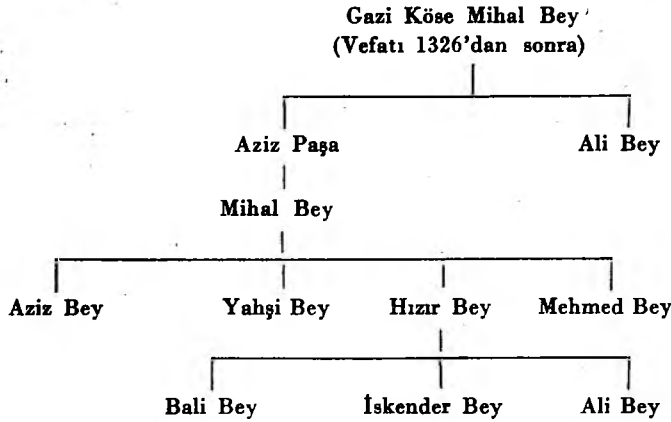 Gazi Köse Mihal Bey
(Vefatı 1326'dan sonra)
Aziz Paşa Ali Bey
Mihal Bey
Aziz Bey Yahşi Bey Hızır Bey Mehmed Bey
Bali Bey İskender Bey Ali Bey